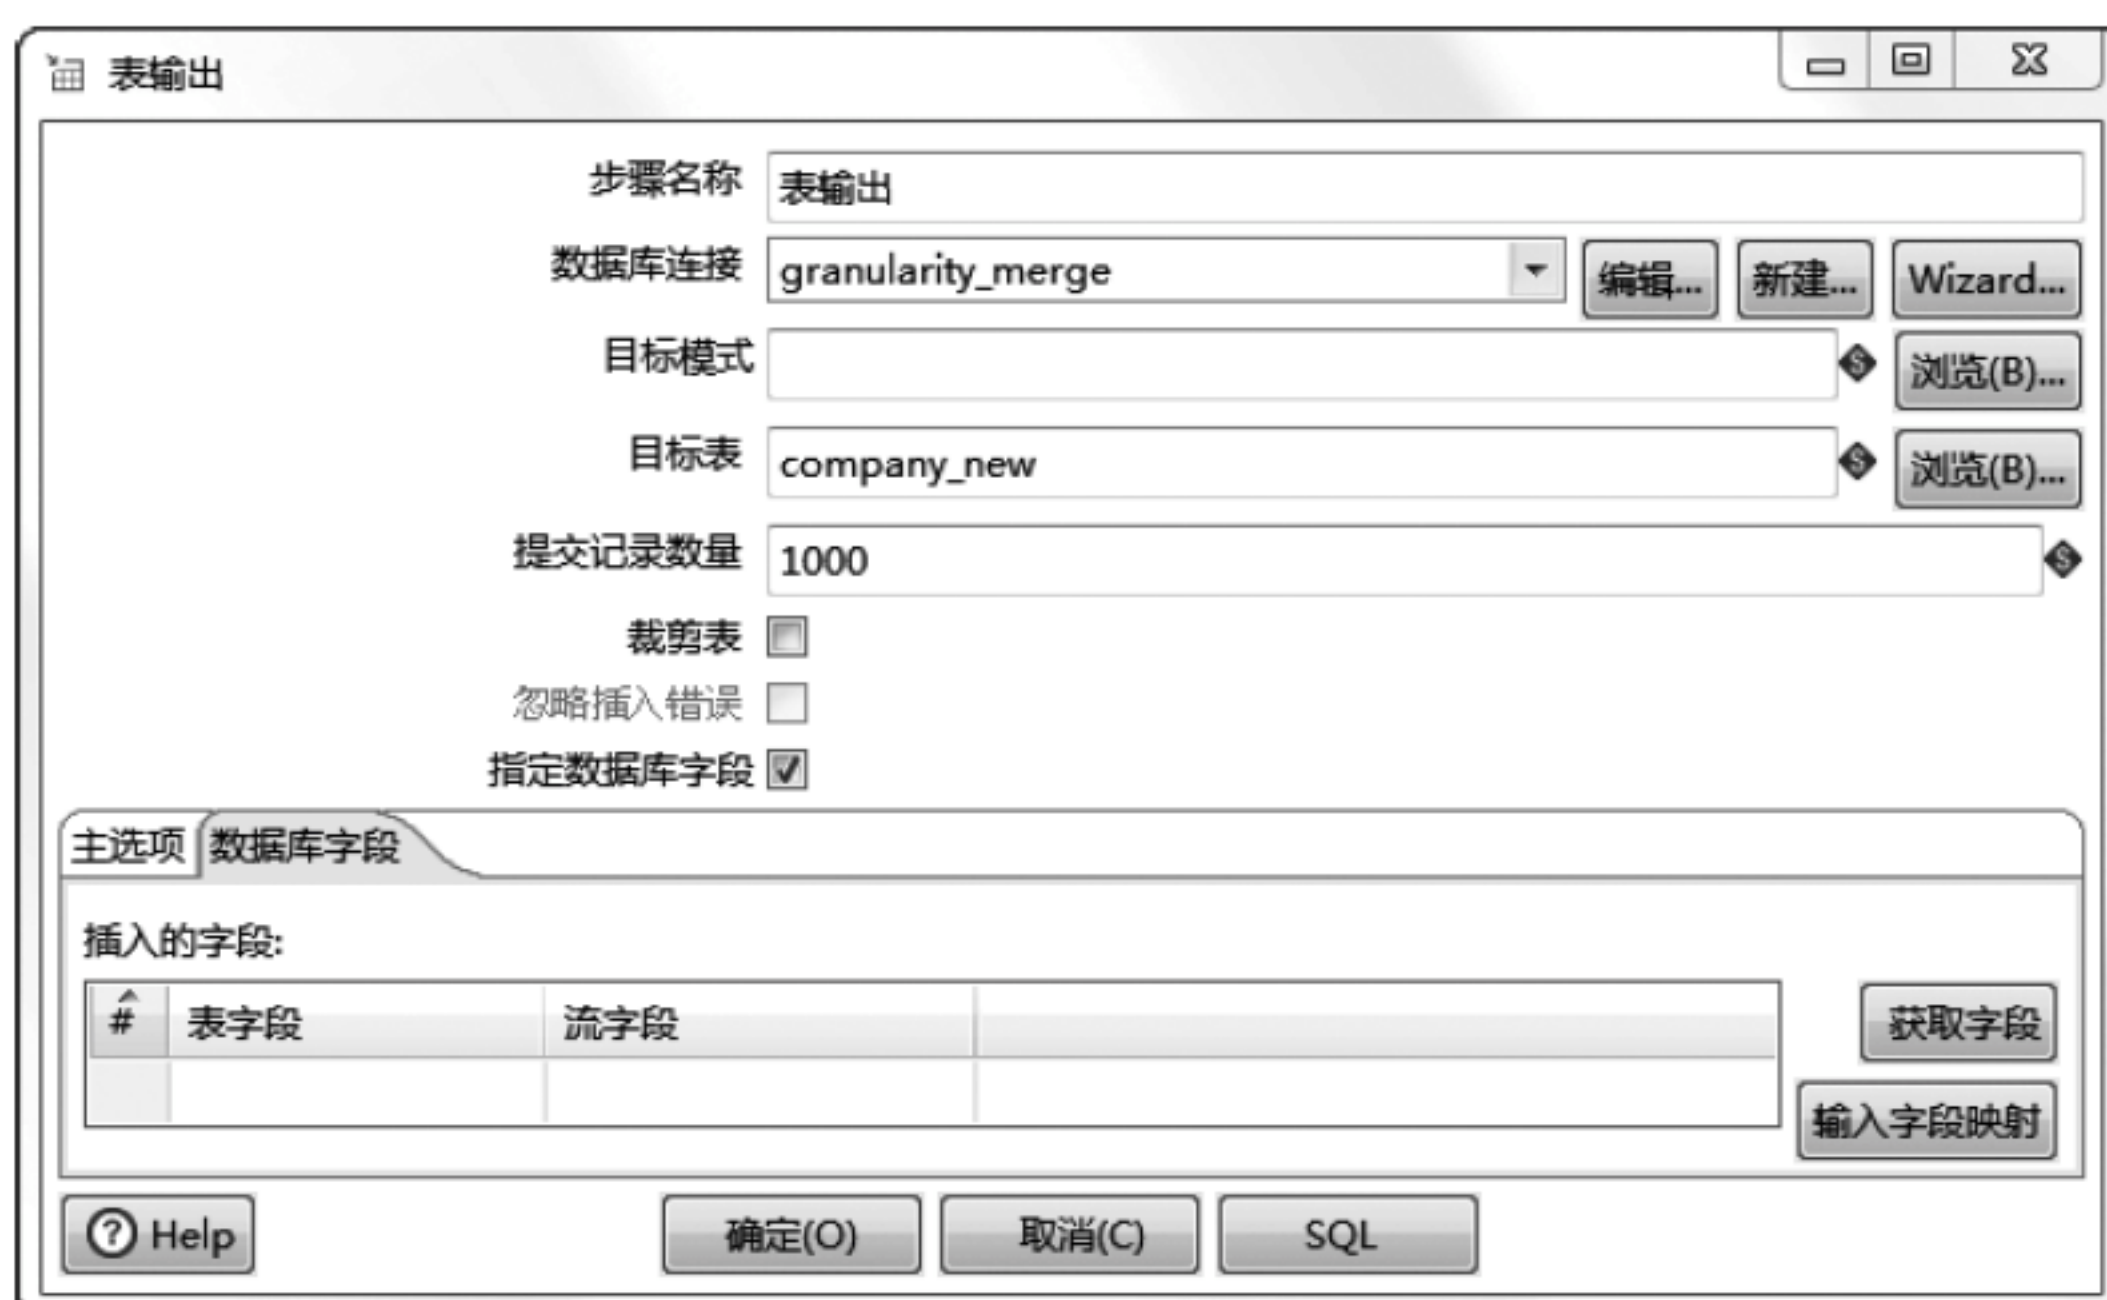 表输出
步骤名称 表输出
数据库连接 granularity_merge 编辑... 新建... Wizard...
目标模式 浏览(B)...
目标表 company_new 浏览(B)...
提交记录数量 1000
裁剪表
忽略插入错误
指定数据库字段
主选项 数据库字段
插入的字段:
# 表字段 流字段 获取字段
输入字段映射
Help 确定(O) 取消(C) SQL